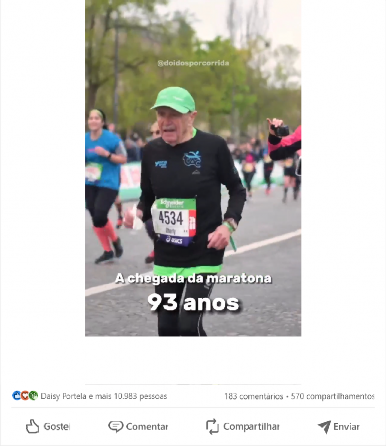 @doidosporcorrida
4534
A chegada da maratona
93 anos
Daisy Portela e mais 10.983 pessoas
183 comentários • 570 compartilhamentos
Gostei
Comentar
Compartilhar
Enviar